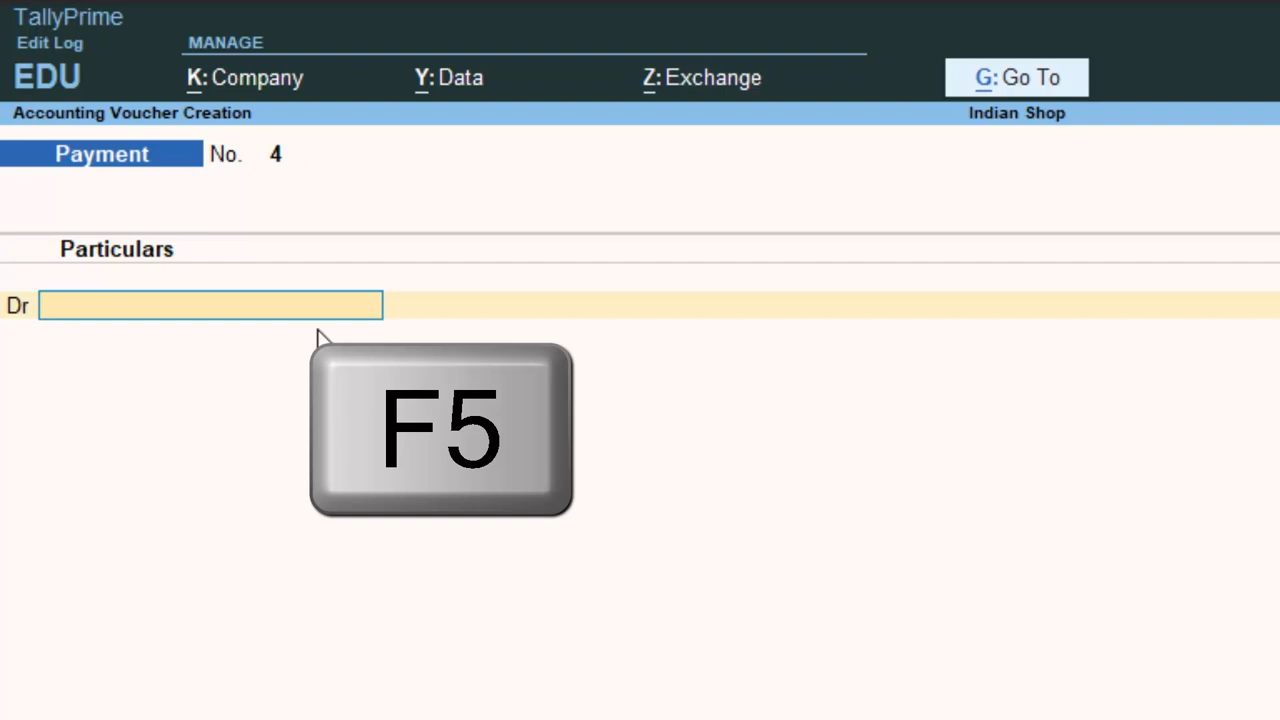 TallyPrime
Edit Log
MANAGE
EDU
K: Company
Y: Data
Z: Exchange
G: Go To
Accounting Voucher Creation
Indian Shop
Payment No. 4
Particulars
Dr
F5